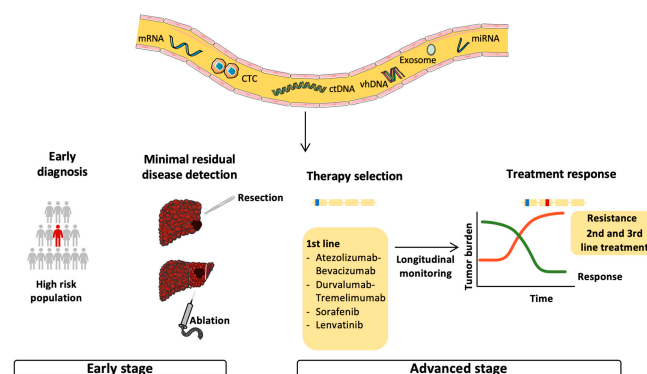 mRNA
CTC
ctDNA
vhDNA
Exosome
miRNA
Early
diagnosis
High risk
population
Minimal residual
disease detection
Resection
Ablation
Therapy selection
1st line
- Atezolizumab-
Bevacizumab
- Durvalumab-
Tremelimumab
- Sorafenib
- Lenvatinib
Longitudinal
monitoring
Treatment response
Tumor burden
Time
Resistance
2nd and 3rd
line treatment
Response
Early stage
Advanced stage